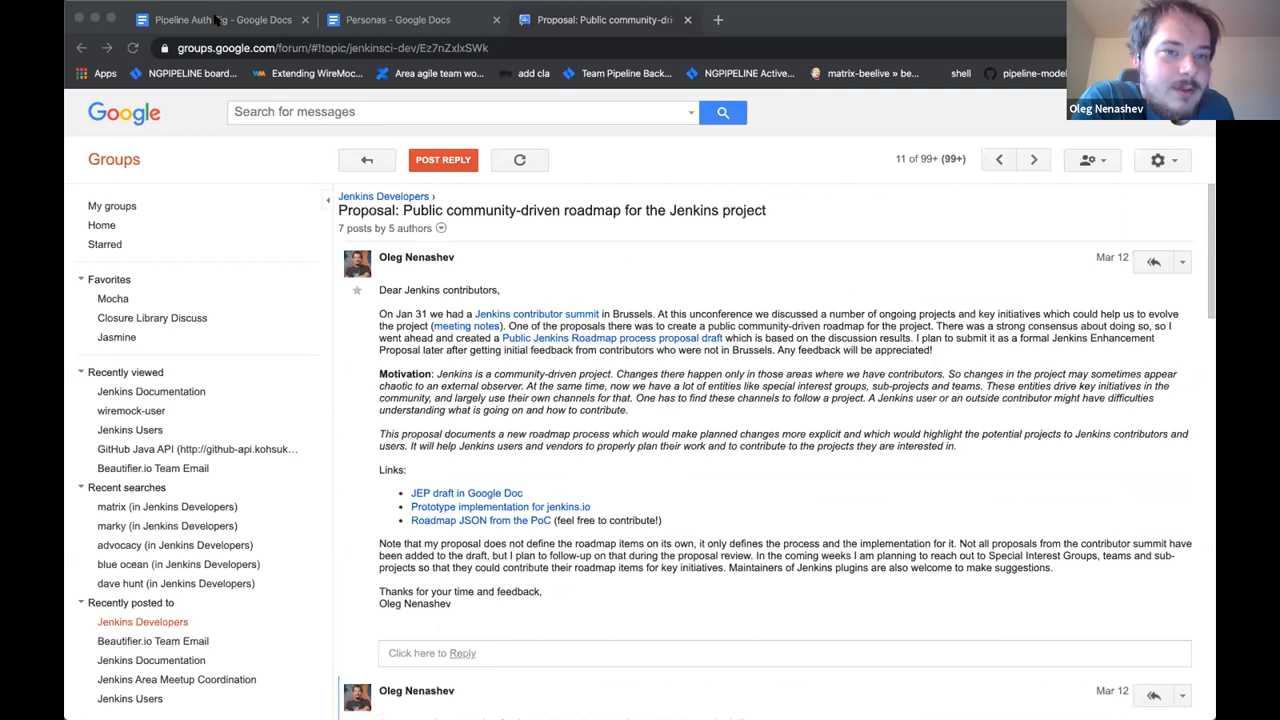 Pipeline Auth ig - Google Docs
Personas - Google Docs
Proposal: Public community-dri
groups.google.com/forum/#!topic/jenkinsci-dev/Ez7nZxlxSWk
Apps
NGPIPELINE board...
Extending WireMoc...
Area agile team wo...
add cla
Team Pipeline Back...
NGPIPELINE Active...
matrix-beelive » be...
shell
pipeline-model
Oleg Nenashev
Google
Search for messages
Groups
POST REPLY
11 of 99+ (99+)
My groups
Home
Starred
Favorites
Mocha
Closure Library Discuss
Jasmine
Recently viewed
Jenkins Documentation
wiremock-user
Jenkins Users
GitHub Java API (http://github-api.kohsuk...
Beautifier.io Team Email
Recent searches
matrix (in Jenkins Developers)
marky (in Jenkins Developers)
advocacy (in Jenkins Developers)
blue ocean (in Jenkins Developers)
dave hunt (in Jenkins Developers)
Recently posted to
Jenkins Developers
Beautifier.io Team Email
Jenkins Documentation
Jenkins Area Meetup Coordination
Jenkins Users
Jenkins Developers ›
Proposal: Public community-driven roadmap for the Jenkins project
7 posts by 5 authors
Oleg Nenashev
Mar 12
Dear Jenkins contributors,
On Jan 31 we had a Jenkins contributor summit in Brussels. At this unconference we discussed a number of ongoing projects and key initiatives which could help us to evolve
the project (meeting notes). One of the proposals there was to create a public community-driven roadmap for the project. There was a strong consensus about doing so, so I
went ahead and created a Public Jenkins Roadmap process proposal draft which is based on the discussion results. I plan to submit it as a formal Jenkins Enhancement
Proposal later after getting initial feedback from contributors who were not in Brussels. Any feedback will be appreciated!
Motivation: Jenkins is a community-driven project. Changes there happen only in those areas where we have contributors. So changes in the project may sometimes appear
chaotic to an external observer. At the same time, now we have a lot of entities like special interest groups, sub-projects and teams. These entities drive key initiatives in the
community, and largely use their own channels for that. One has to find these channels to follow a project. A Jenkins user or an outside contributor might have difficulties
understanding what is going on and how to contribute.
This proposal documents a new roadmap process which would make planned changes more explicit and which would highlight the potential projects to Jenkins contributors and
users. It will help Jenkins users and vendors to properly plan their work and to contribute to the projects they are interested in.
Links:
• JEP draft in Google Doc
• Prototype implementation for jenkins.io
• Roadmap JSON from the PoC (feel free to contribute!)
Note that my proposal does not define the roadmap items on its own, it only defines the process and the implementation for it. Not all proposals from the contributor summit have
been added to the draft, but I plan to follow-up on that during the proposal review. In the coming weeks I am planning to reach out to Special Interest Groups, teams and sub-
projects so that they could contribute their roadmap items for key initiatives. Maintainers of Jenkins plugins are also welcome to make suggestions.
Thanks for your time and feedback,
Oleg Nenashev
Click here to Reply
Oleg Nenashev
Mar 12